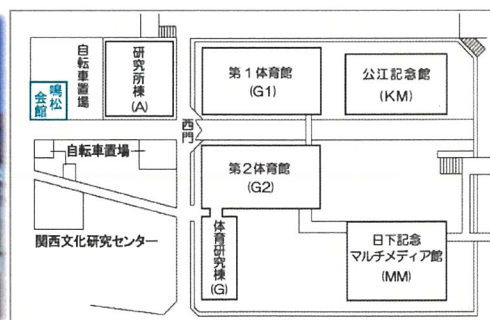 自転車置場
研究所棟
(A)
鳴松
会館
第1体育館
(G1)
公江記念館
(KM)
西門
自転車置場
第2体育館
(G2)
関西文化研究センター
体育研究棟
(G)
日下記念
マルチメディア館
(MM)